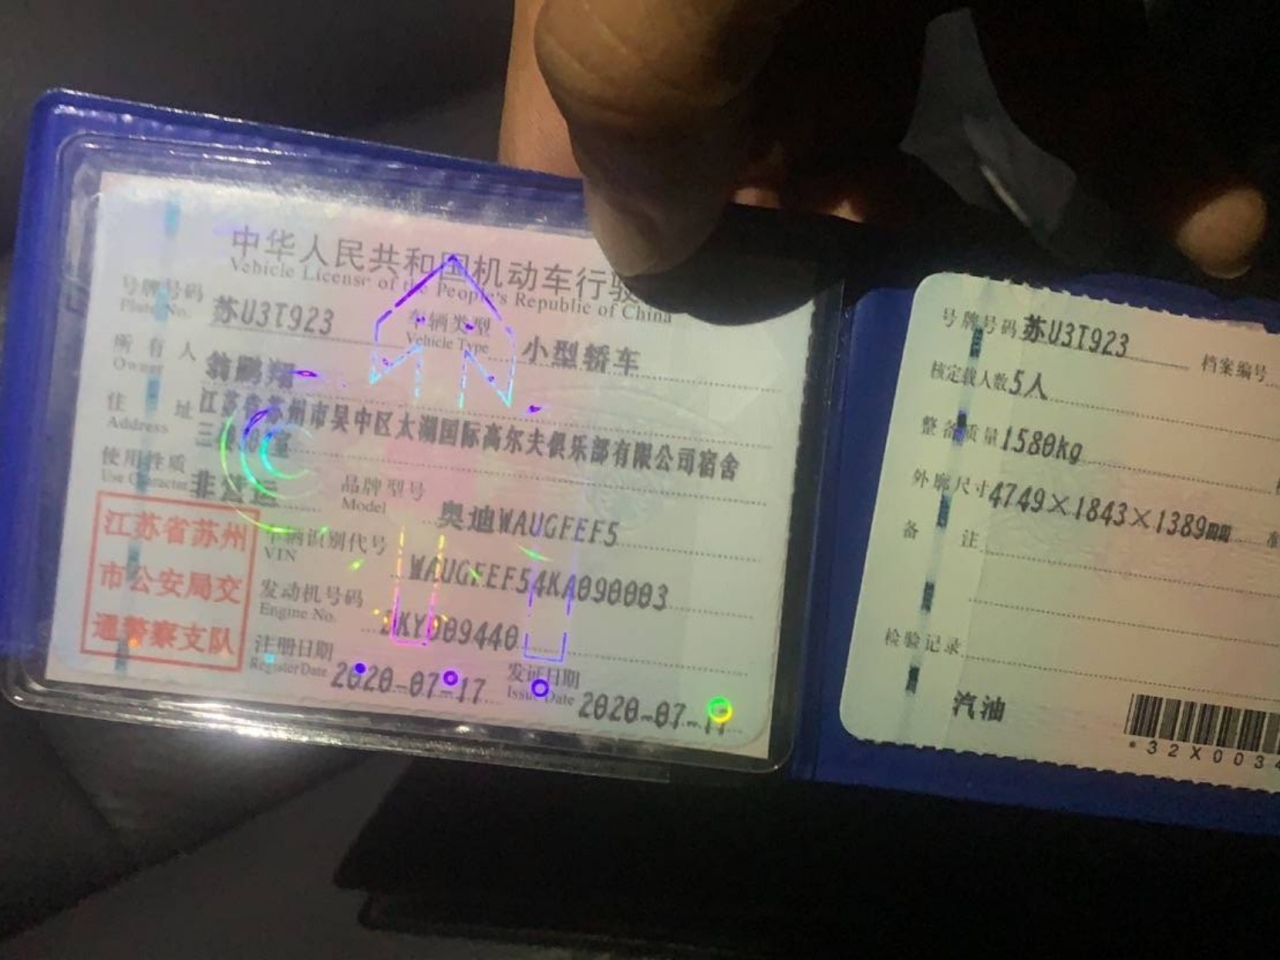 中华人民共和国机动车行驶
Vehicle License of the People's Republic of China
号牌号码 苏U3T923 车辆类型 小型轿车
Plate No. Vehicle Type
所有人 翁鹏翔
Owner
住址 江苏省苏州市吴中区太湖国际高尔夫俱乐部有限公司宿舍
Address
使用性质 非营运 品牌型号 奥迪WAUGFEF5
Use Character Model
江苏省苏州
市公安局交
通警察支队
车辆识别代号 WAUGFEF54KA090003
VIN
发动机号码 DKY009440
Engine No.
注册日期 2020-07-17 发证日期 2020-07-17
Register Date Issue Date
号牌号码 苏U3T923 档案编号
核定载人数 5人
整备质量 1580kg
外廓尺寸 4749×1843×1389mm
备注
检验记录
汽油
*32X0034